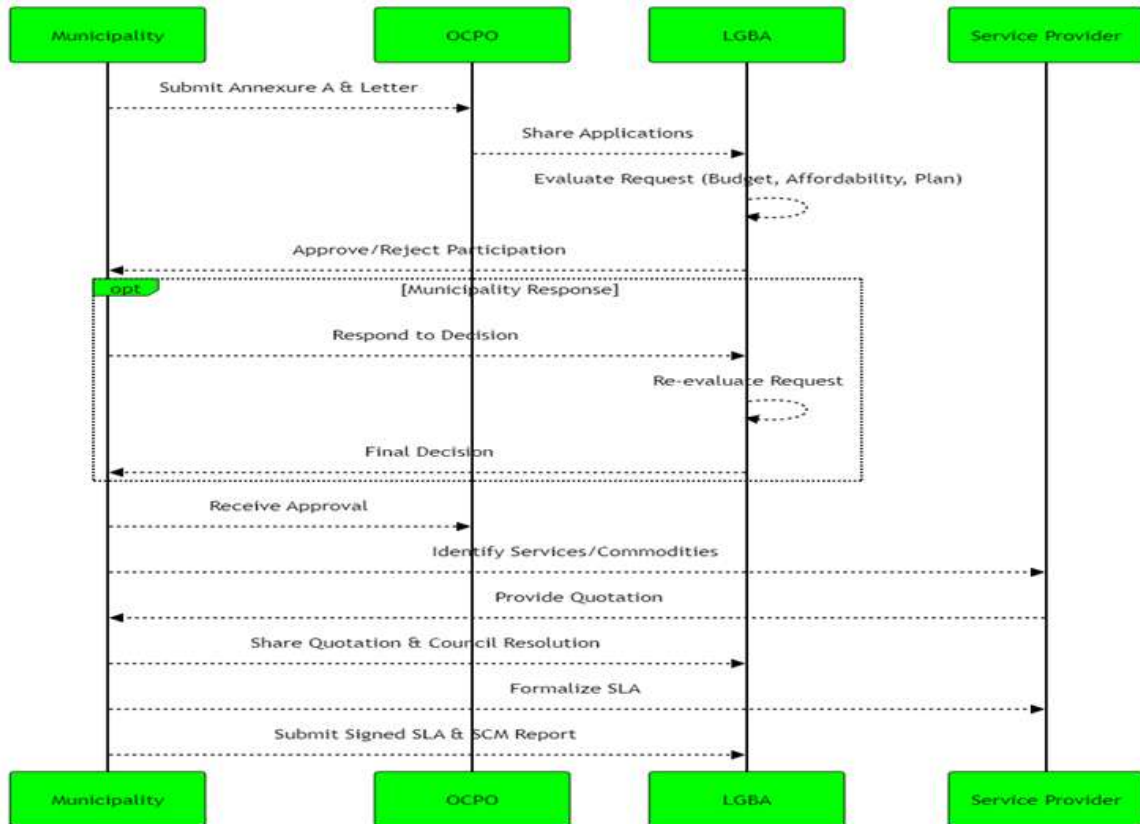 Municipality
OCPO
LGBA
Service Provider
Submit Annexure A & Letter
Share Applications
Evaluate Request (Budget, Affordability, Plan)
Approve/Reject Participation
opt
[Municipality Response]
Respond to Decision
Re-evaluate Request
Final Decision
Receive Approval
Identify Services/Commodities
Provide Quotation
Share Quotation & Council Resolution
Formalize SLA
Submit Signed SLA & SCM Report
Municipality
OCPO
LGBA
Service Provider